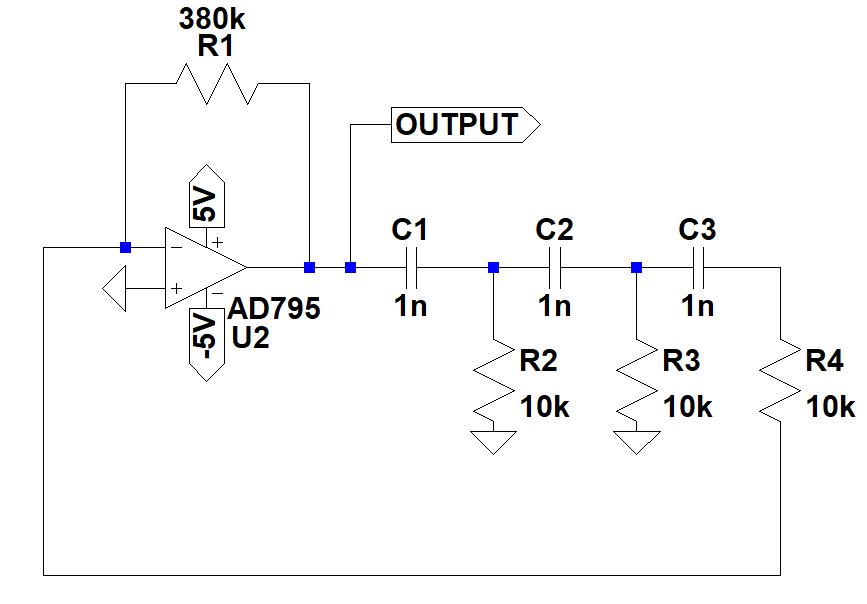 380k
R1
OUTPUT
5V
+
−
+
−
-5V
AD795
U2
C1
1n
C2
1n
C3
1n
R2
10k
R3
10k
R4
10k